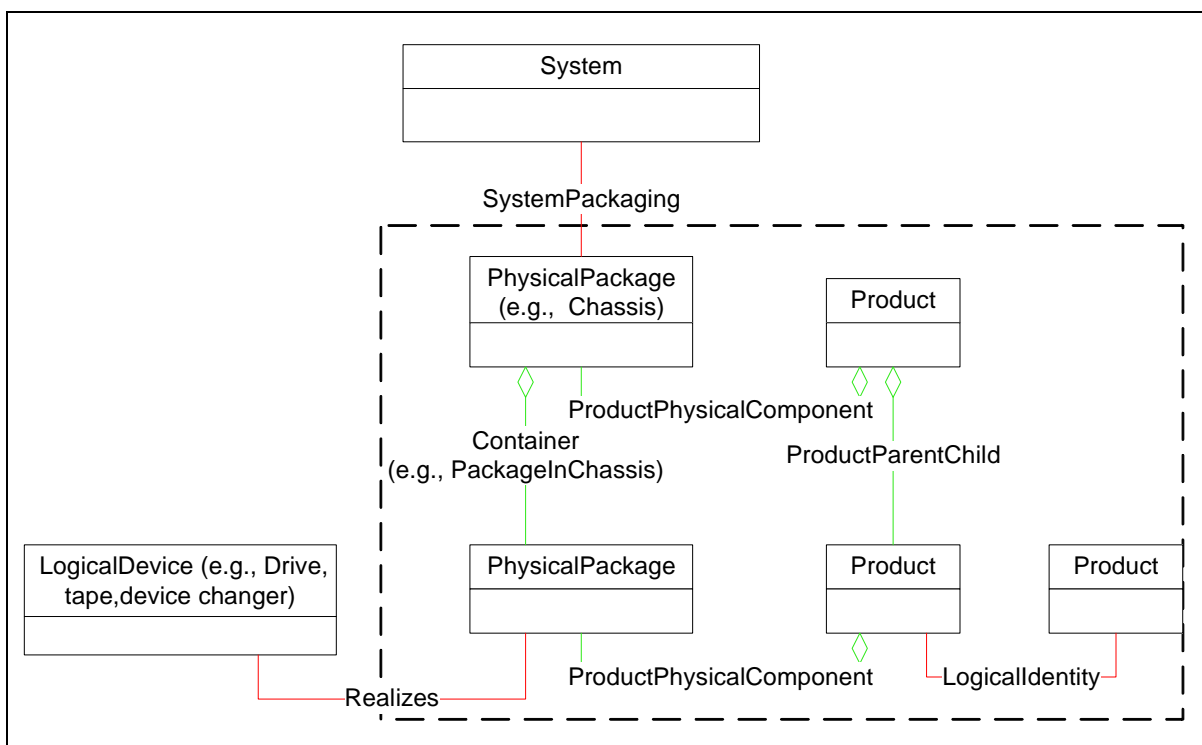 System
SystemPackaging
PhysicalPackage
(e.g., Chassis)
Product
ProductPhysicalComponent
Container
(e.g., PackageInChassis)
ProductParentChild
LogicalDevice (e.g., Drive,
tape,device changer)
PhysicalPackage
Product
Product
ProductPhysicalComponent
LogicalIdentity
Realizes